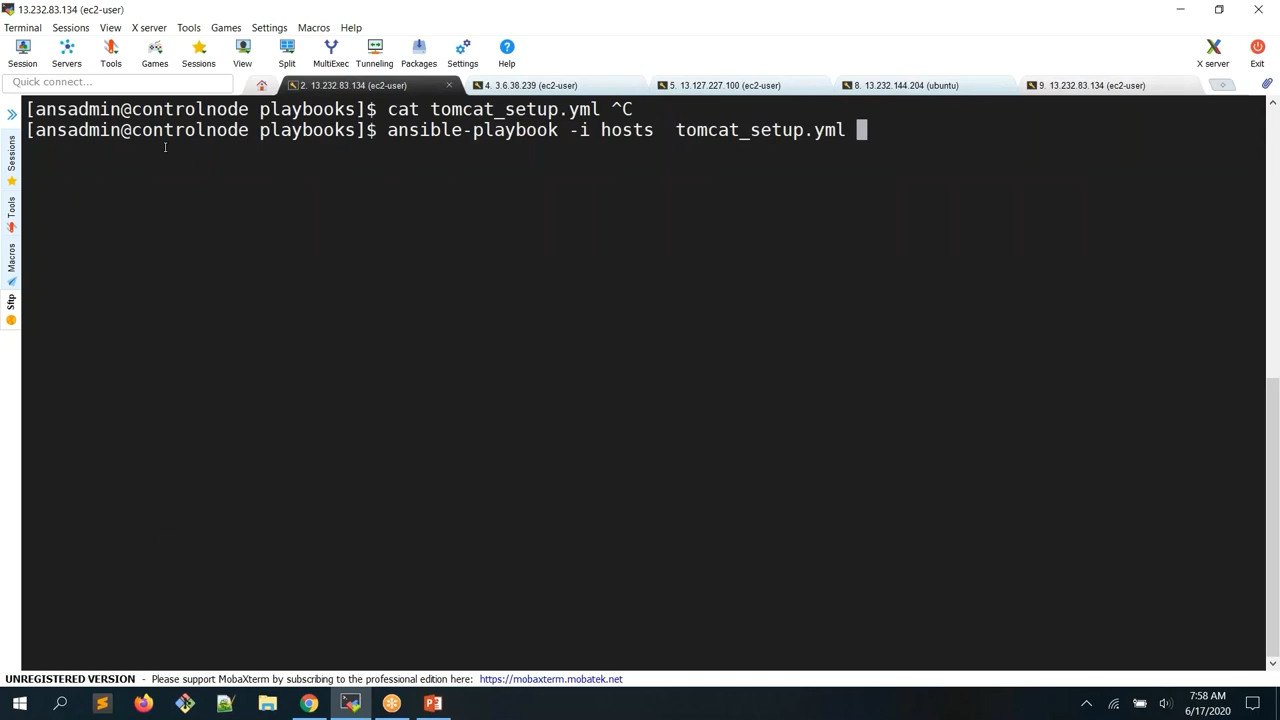 13.232.83.134 (ec2-user)
Terminal Sessions View X server Tools Games Settings Macros Help
Session Servers Tools Games Sessions View Split MultiExec Tunneling Packages Settings Help X server Exit
Quick connect...
2. 13.232.83.134 (ec2-user) 4. 3.6.38.239 (ec2-user) 5. 13.127.227.100 (ec2-user) 8. 13.232.144.204 (ubuntu) 9. 13.232.83.134 (ec2-user)
[ansadmin@controlnode playbooks]$ cat tomcat_setup.yml ^C
[ansadmin@controlnode playbooks]$ ansible-playbook -i hosts  tomcat_setup.yml
Sessions
Tools
Macros
Sftp
UNREGISTERED VERSION - Please support MobaXterm by subscribing to the professional edition here: https://mobaxterm.mobatek.net
7:58 AM
6/17/2020